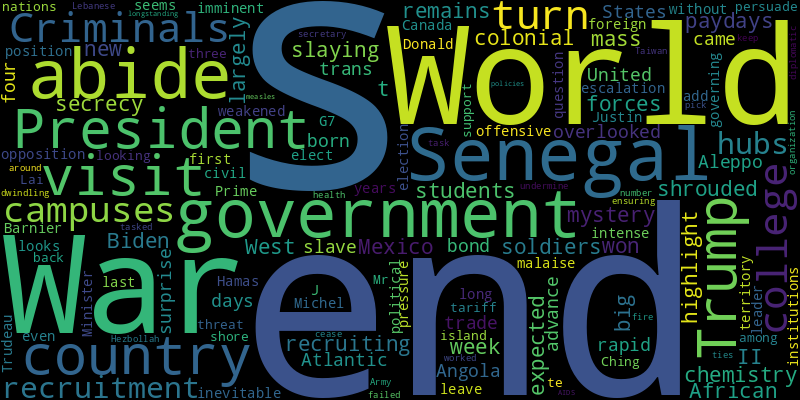 nations
Lebanese
seems
imminent
remains
turn
States
without
persuade
longstanding
secretary
Criminals
Canada
paydays
slaying
Donald
colonial
mass
foreign
came
Taiwan
keep
position
new
three
World
four
abide
largely
trans
t
United
escalation
question
governing
diplomatic
secrecy
weakened
policies
measles
support
forces
add
pick
President
G7
born
offensive
Justin
overlooked
organization
opposition
looking
first
elect
election
task
Senegal
hubs
around
dwindling
Lai
visit
civil
Prime
health
years
students
undermine
number
ensuring
Aleppo
shrouded
college
campuses
government
mystery
intense
Barnier
looks
back
Biden
West
slave
Mexico
bond
soldiers
won
highlight
Trump
War
S
end
last
Minister
surprise
Hamas
days
threat
shore
J
Michel
cease
Mr
political
pressure
malaise
long
tariff
trade
island
week
worked
expected
advance
big
fire
rapid
Ching
territory
leader
among
ties
II
institutions
Trudeau
even
Hezbollah
tasked
country
recruiting
Atlantic
Angola
chemistry
recruitment
inevitable
Army
failed
leave
te
African